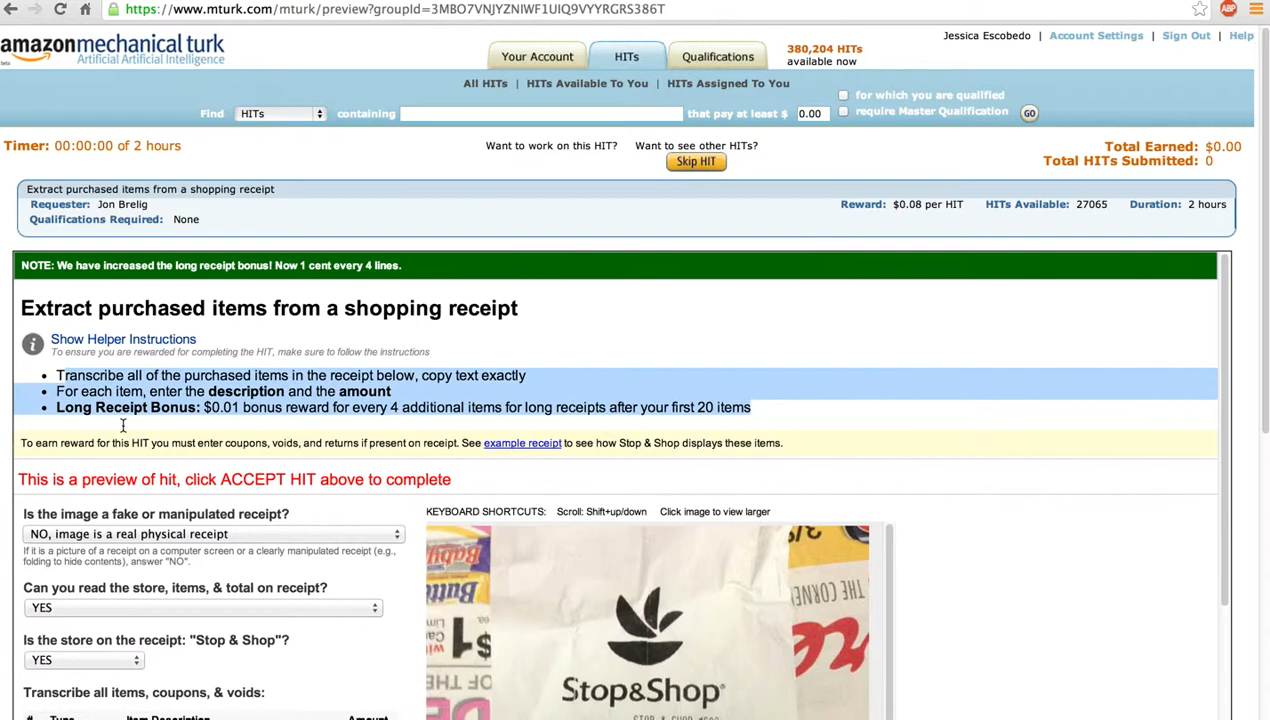 https://www.mturk.com/mturk/preview?groupId=3MBO7VNJYZNIWF1UIQ9VYYRGRS386T
ABP
amazonmechanical turk
beta
Artificial Artificial Intelligence
Your Account
HITs
Qualifications
380,204 HITs
available now
Jessica Escobedo | Account Settings | Sign Out | Help
All HITs | HITs Available To You | HITs Assigned To You
Find HITs containing that pay at least $ 0.00
for which you are qualified
require Master Qualification
GO
Timer: 00:00:00 of 2 hours
Want to work on this HIT?
Want to see other HITs?
Skip HIT
Total Earned: $0.00
Total HITs Submitted: 0
Extract purchased items from a shopping receipt
Requester: Jon Brelig
Reward: $0.08 per HIT HITs Available: 27065 Duration: 2 hours
Qualifications Required: None
NOTE: We have increased the long receipt bonus! Now 1 cent every 4 lines.
Extract purchased items from a shopping receipt
i
Show Helper Instructions
To ensure you are rewarded for completing the HIT, make sure to follow the instructions
• Transcribe all of the purchased items in the receipt below, copy text exactly
• For each item, enter the description and the amount
• Long Receipt Bonus: $0.01 bonus reward for every 4 additional items for long receipts after your first 20 items
To earn reward for this HIT you must enter coupons, voids, and returns if present on receipt. See example receipt to see how Stop & Shop displays these items.
This is a preview of hit, click ACCEPT HIT above to complete
Is the image a fake or manipulated receipt?
NO, image is a real physical receipt
If it is a picture of a receipt on a computer screen or a clearly manipulated receipt (e.g.,
folding to hide contents), answer "NO".
Can you read the store, items, & total on receipt?
YES
Is the store on the receipt: "Stop & Shop"?
YES
Transcribe all items, coupons, & voids:
# Type Item Description Amount
KEYBOARD SHORTCUTS: Scroll: Shift+up/down Click image to view larger
Baby
Butt
$1
Stop&Shop
THE CORNE